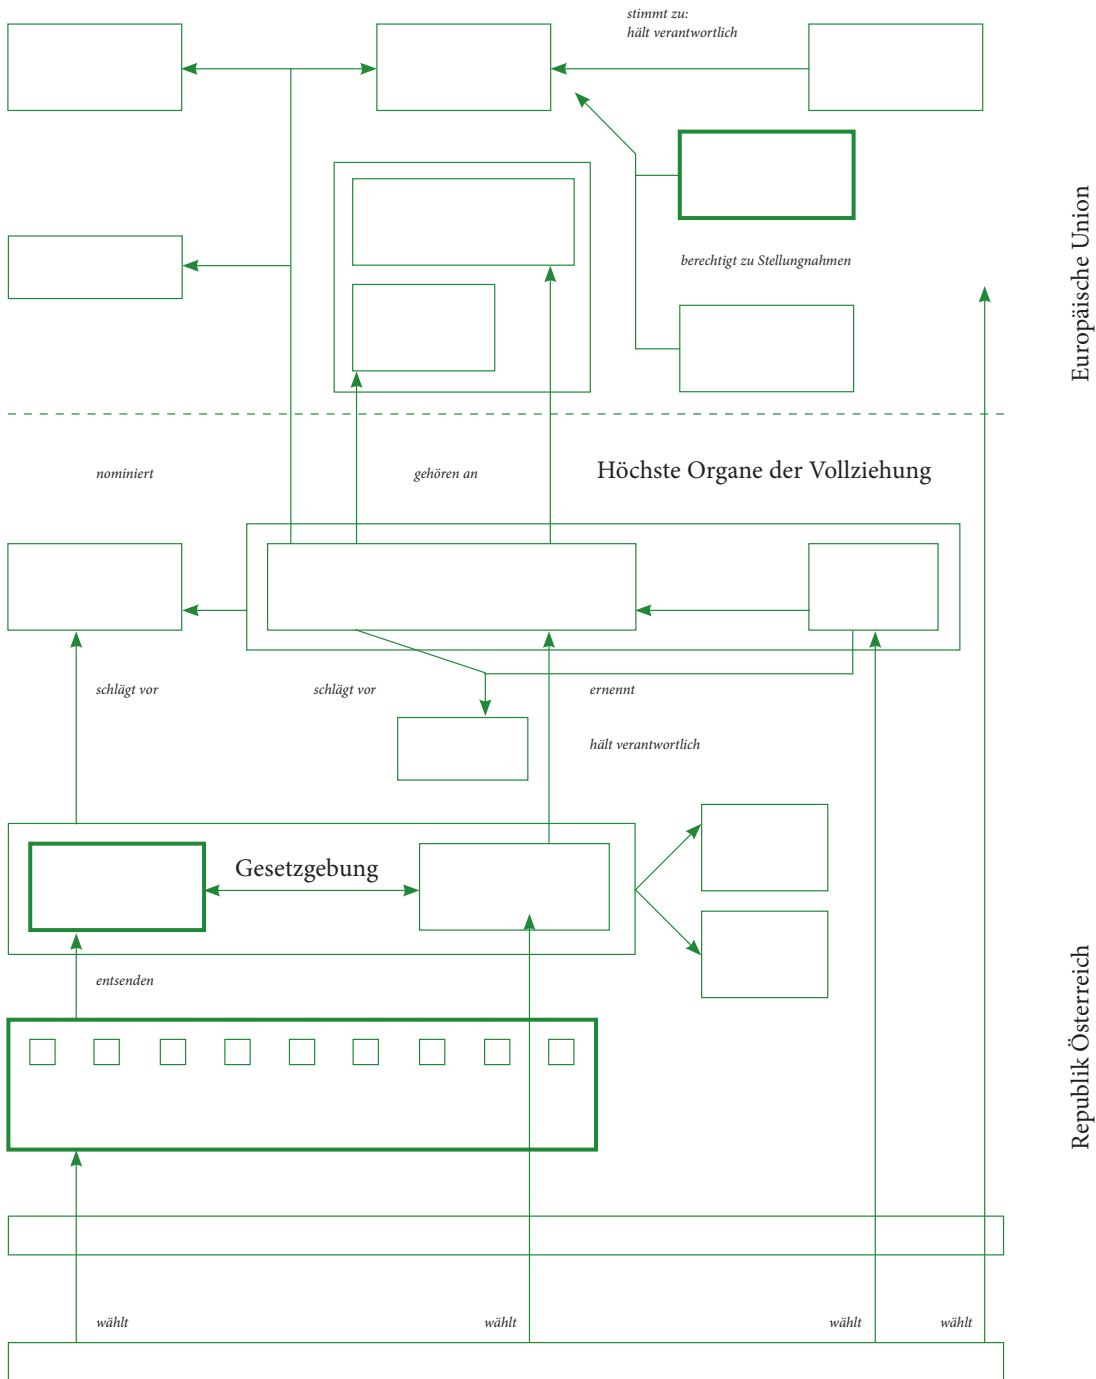 stimmt zu:
hält verantwortlich
Europäische Union
berechtigt zu Stellungnahmen
nominiert
gehören an
Höchste Organe der Vollziehung
schlägt vor
schlägt vor
ernennt
hält verantwortlich
Gesetzgebung
entsenden
Republik Österreich
wählt
wählt
wählt
wählt